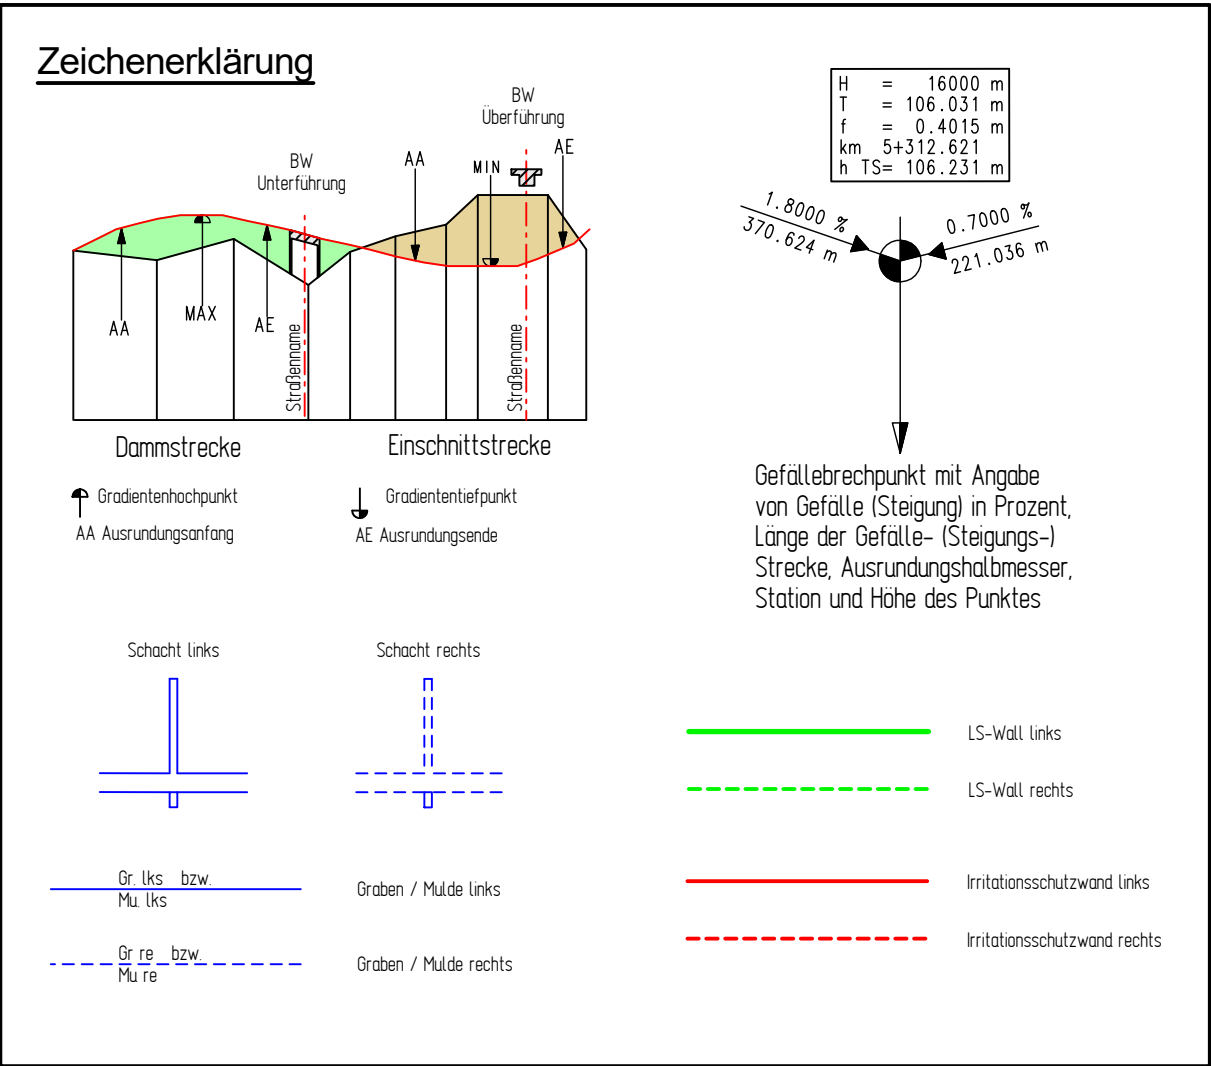 Zeichenerklärung
BW
Unterführung
BW
Überführung
AA
MIN
AE
AA
MAX
AE
Straßenname
Straßenname
Dammstrecke
Einschnittstrecke
Gradientenhochpunkt
Gradiententiefpunkt
AA Ausrundungsanfang
AE Ausrundungsende
H = 16000 m
T = 106.031 m
f = 0.4015 m
km 5+312.621
h TS= 106.231 m
1.8000 %
370.624 m
0.7000 %
221.036 m
Gefällebrechpunkt mit Angabe
von Gefälle (Steigung) in Prozent,
Länge der Gefälle- (Steigungs-)
Strecke, Ausrundungshalbmesser,
Station und Höhe des Punktes
Schacht links
Schacht rechts
LS-Wall links
LS-Wall rechts
Gr. lks bzw.
Mu. lks
Graben / Mulde links
Gr re bzw.
Mu re
Graben / Mulde rechts
Irritationsschutzwand links
Irritationsschutzwand rechts